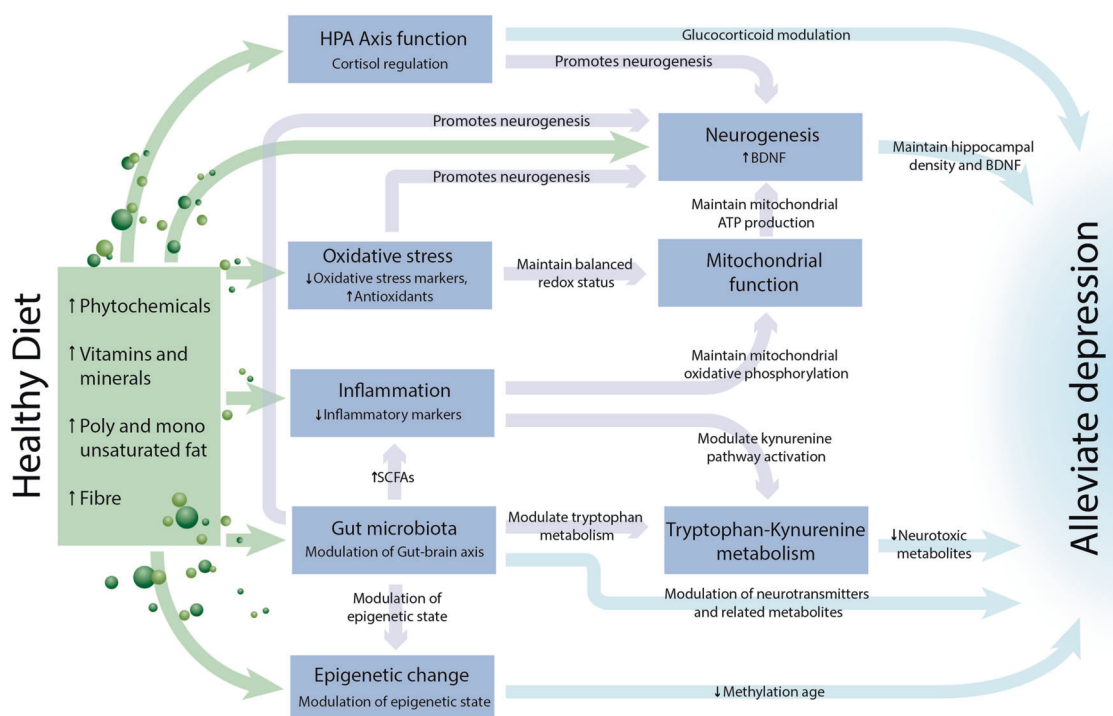 Healthy Diet
↑ Phytochemicals
↑ Vitamins and
minerals
↑ Poly and mono
unsaturated fat
↑ Fibre
HPA Axis function
Cortisol regulation
Glucocorticoid modulation
Promotes neurogenesis
Promotes neurogenesis
Promotes neurogenesis
Neurogenesis
↑BDNF
Maintain hippocampal
density and BDNF
Maintain mitochondrial
ATP production
Oxidative stress
↓Oxidative stress markers,
↑Antioxidants
Maintain balanced
redox status
Mitochondrial
function
Maintain mitochondrial
oxidative phosphorylation
Inflammation
↓Inflammatory markers
Modulate kynurenine
pathway activation
↑SCFAs
Gut microbiota
Modulation of Gut-brain axis
Modulate tryptophan
metabolism
Tryptophan-Kynurenine
metabolism
↓Neurotoxic
metabolites
Modulation of neurotransmitters
and related metabolites
Modulation of
epigenetic state
Epigenetic change
Modulation of epigenetic state
↓Methylation age
Alleviate depression